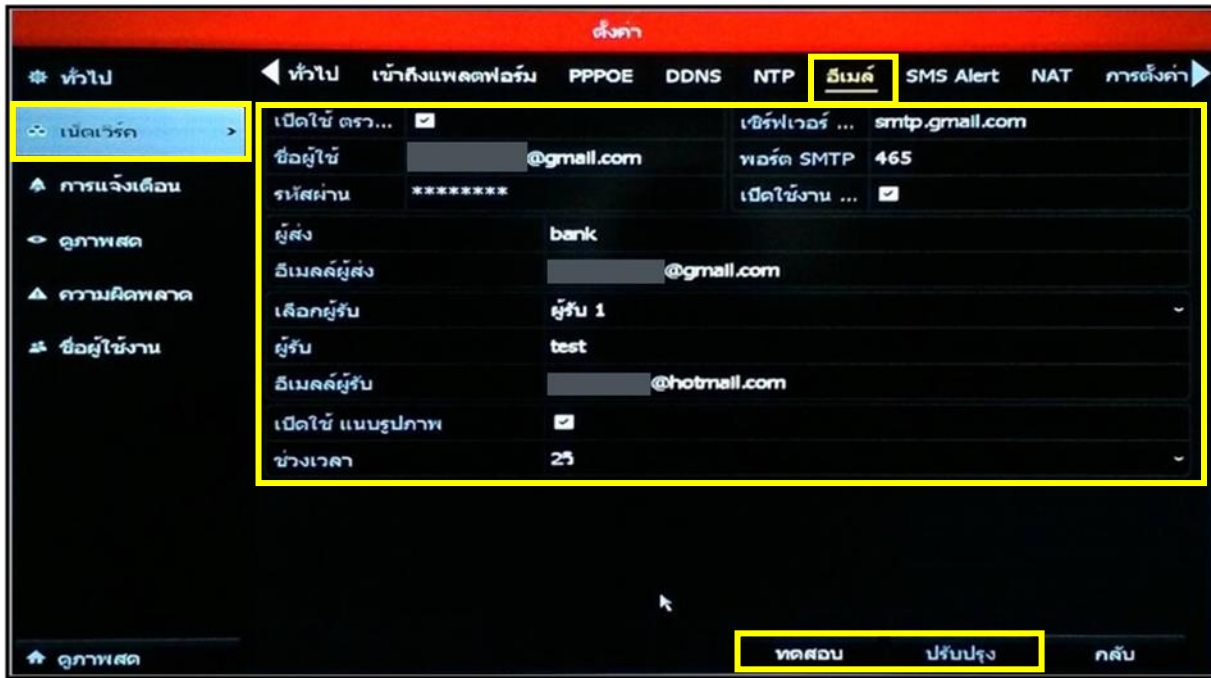 ตั้งค่า
ทั่วไป
เน็ตเวิร์ค >
การแจ้งเตือน
ดูภาพสด
ความผิดพลาด
ชื่อผู้ใช้งาน
ดูภาพสด
ทั่วไป เข้าถึงแพลตฟอร์ม PPPOE DDNS NTP อีเมล์ SMS Alert NAT การตั้งค่า
เปิดใช้ ตรว... เซิร์ฟเวอร์ ... smtp.gmail.com
ชื่อผู้ใช้ @gmail.com พอร์ต SMTP 465
รหัสผ่าน ******** เปิดใช้งาน ...
ผู้ส่ง bank
อีเมลล์ผู้ส่ง @gmail.com
เลือกผู้รับ ผู้รับ 1
ผู้รับ test
อีเมลล์ผู้รับ @hotmail.com
เปิดใช้ แนบรูปภาพ
ช่วงเวลา 2วิ
ทดสอบ ปรับปรุง กลับ